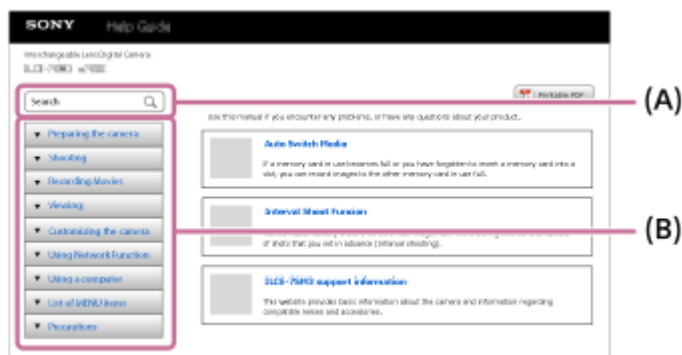 SONY Help Guide
Interchangeable Lens Digital Camera
Search
(A)
Printable PDF
Use this manual if you encounter any problems, or have any questions about your product.
Preparing the camera
Shooting
Recording Movies
Viewing
Customizing the camera
Using Network Function
Using a computer
List of MENU items
Precautions
(B)
Auto Switch Media
If a memory card in use becomes full or you have forgotten to insert a memory card into a
slot, you can record images to the other memory card in use full.
Interval Shoot Funcion
of shots that you set in advance (Interval shooting).
support information
This website provides basic information about the camera and information regarding
compatible lenses and accessories.